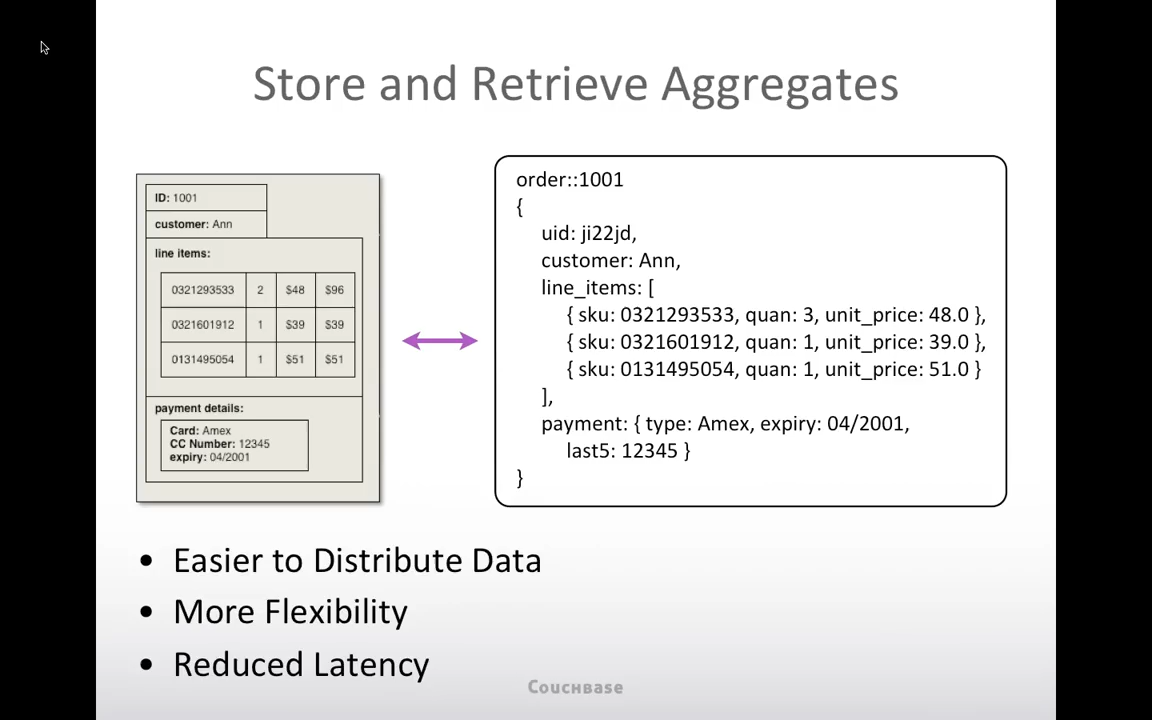 Store and Retrieve Aggregates
ID: 1001
customer: Ann
line items:
0321293533 2 $48 $96
0321601912 1 $39 $39
0131495054 1 $51 $51
payment details:
Card: Amex
CC Number: 12345
expiry: 04/2001
order::1001
{
uid: ji22jd,
customer: Ann,
line_items: [
{ sku: 0321293533, quan: 3, unit_price: 48.0 },
{ sku: 0321601912, quan: 1, unit_price: 39.0 },
{ sku: 0131495054, quan: 1, unit_price: 51.0 }
],
payment: { type: Amex, expiry: 04/2001,
last5: 12345 }
}
• Easier to Distribute Data
• More Flexibility
• Reduced Latency
COUCHBASE